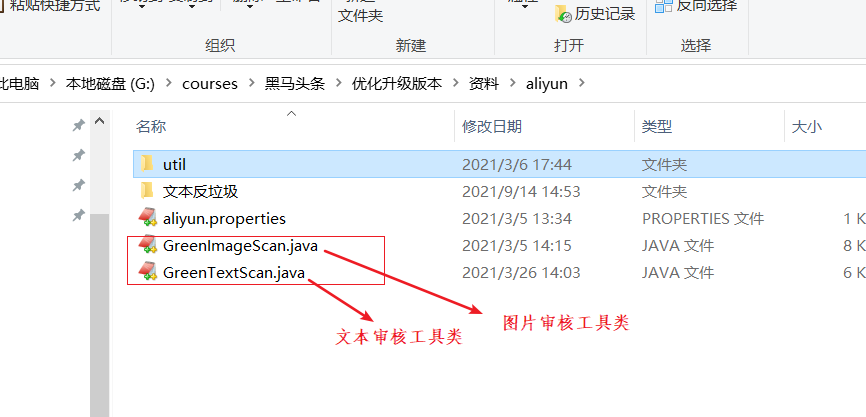 粘贴快捷方式
文件夹
历史记录
反向选择
组织
新建
打开
选择
此电脑 > 本地磁盘 (G:) > courses > 黑马头条 > 优化升级版本 > 资料 > aliyun >
名称 修改日期 类型 大小
util 2021/3/6 17:44 文件夹
文本反垃圾 2021/9/14 14:53 文件夹
aliyun.properties 2021/3/5 13:34 PROPERTIES 文件 1 K
GreenImageScan.java 2021/3/5 14:15 JAVA 文件 8 K
GreenTextScan.java 2021/3/26 14:03 JAVA 文件 6 K
图片审核工具类
文本审核工具类